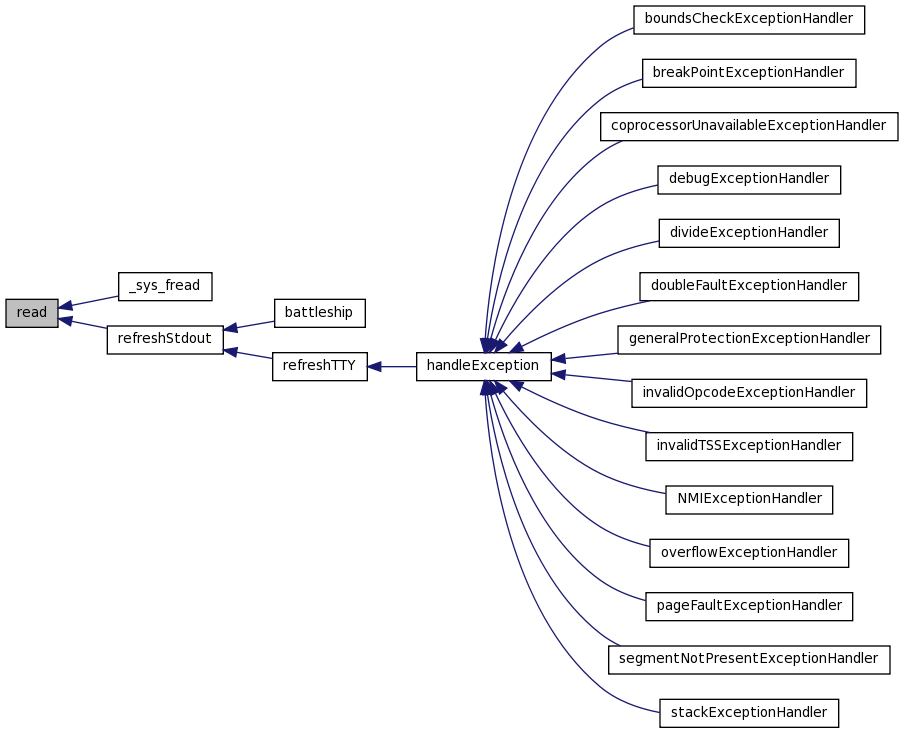 boundsCheckExceptionHandler
breakPointExceptionHandler
coprocessorUnavailableExceptionHandler
debugExceptionHandler
divideExceptionHandler
_sys_fread
doubleFaultExceptionHandler
read
battleship
refreshStdout
generalProtectionExceptionHandler
refreshTTY
handleException
invalidOpcodeExceptionHandler
invalidTSSExceptionHandler
NMIExceptionHandler
overflowExceptionHandler
pageFaultExceptionHandler
segmentNotPresentExceptionHandler
stackExceptionHandler